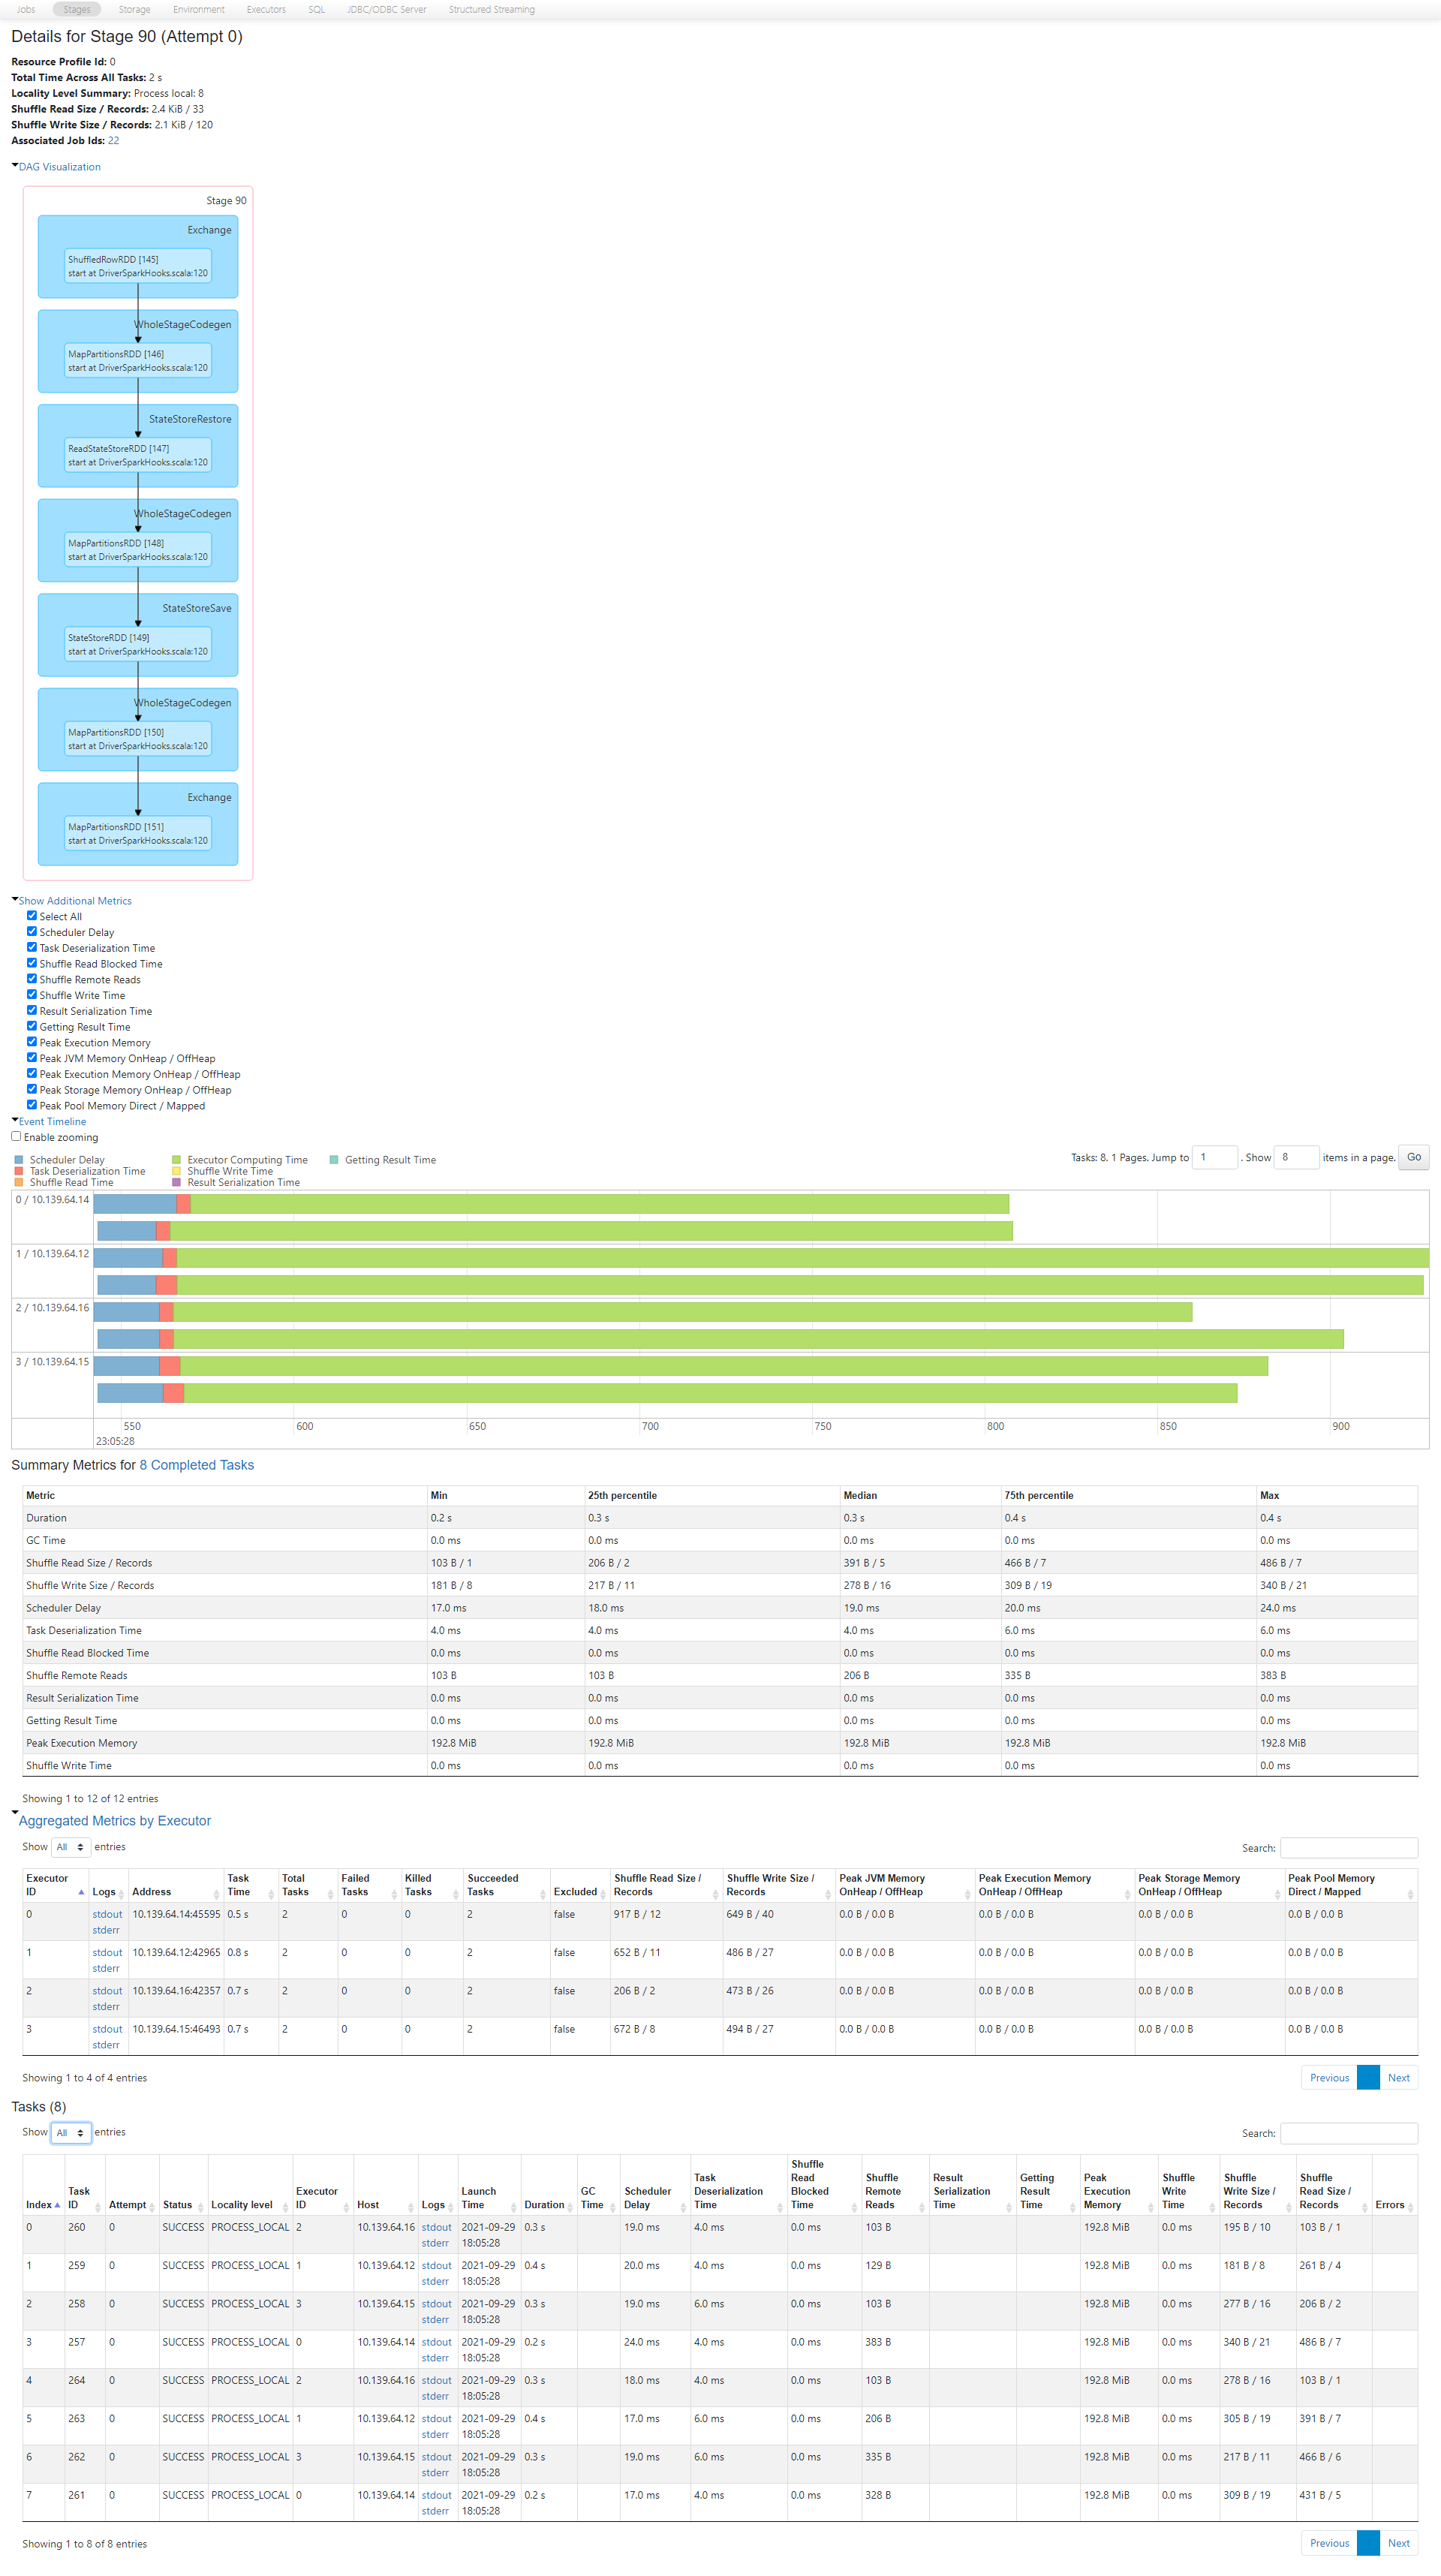 Jobs Stages Storage Environment Executors SQL JDBC/ODBC Server Structured Streaming
Details for Stage 90 (Attempt 0)
Resource Profile Id: 0
Total Time Across All Tasks: 2 s
Locality Level Summary: Process local: 8
Shuffle Read Size / Records: 2.4 KiB / 33
Shuffle Write Size / Records: 2.1 KiB / 120
Associated Job Ids: 22
DAG Visualization
Stage 90
Exchange
ShuffledRowRDD [145]
start at DriverSparkHooks.scala:120
WholeStageCodegen
MapPartitionsRDD [146]
start at DriverSparkHooks.scala:120
StateStoreRestore
ReadStateStoreRDD [147]
start at DriverSparkHooks.scala:120
WholeStageCodegen
MapPartitionsRDD [148]
start at DriverSparkHooks.scala:120
StateStoreSave
StateStoreRDD [149]
start at DriverSparkHooks.scala:120
WholeStageCodegen
MapPartitionsRDD [150]
start at DriverSparkHooks.scala:120
Exchange
MapPartitionsRDD [151]
start at DriverSparkHooks.scala:120
Show Additional Metrics
Select All
Scheduler Delay
Task Deserialization Time
Shuffle Read Blocked Time
Shuffle Remote Reads
Shuffle Write Time
Result Serialization Time
Getting Result Time
Peak Execution Memory
Peak JVM Memory OnHeap / OffHeap
Peak Execution Memory OnHeap / OffHeap
Peak Storage Memory OnHeap / OffHeap
Peak Pool Memory Direct / Mapped
Event Timeline
Enable zooming
Scheduler Delay Executor Computing Time Getting Result Time
Task Deserialization Time Shuffle Write Time
Shuffle Read Time Result Serialization Time
Tasks: 8. 1 Pages. Jump to 1 . Show 8 items in a page. Go
0 / 10.139.64.14
1 / 10.139.64.12
2 / 10.139.64.16
3 / 10.139.64.15
550 600 650 700 750 800 850 900
23:05:28
Summary Metrics for 8 Completed Tasks
Metric Min 25th percentile Median 75th percentile Max
Duration 0.2 s 0.3 s 0.3 s 0.4 s 0.4 s
GC Time 0.0 ms 0.0 ms 0.0 ms 0.0 ms 0.0 ms
Shuffle Read Size / Records 103 B / 1 206 B / 2 391 B / 5 466 B / 7 486 B / 7
Shuffle Write Size / Records 181 B / 8 217 B / 11 278 B / 16 309 B / 19 340 B / 21
Scheduler Delay 17.0 ms 18.0 ms 19.0 ms 20.0 ms 24.0 ms
Task Deserialization Time 4.0 ms 4.0 ms 4.0 ms 6.0 ms 6.0 ms
Shuffle Read Blocked Time 0.0 ms 0.0 ms 0.0 ms 0.0 ms 0.0 ms
Shuffle Remote Reads 103 B 103 B 206 B 335 B 383 B
Result Serialization Time 0.0 ms 0.0 ms 0.0 ms 0.0 ms 0.0 ms
Getting Result Time 0.0 ms 0.0 ms 0.0 ms 0.0 ms 0.0 ms
Peak Execution Memory 192.8 MiB 192.8 MiB 192.8 MiB 192.8 MiB 192.8 MiB
Shuffle Write Time 0.0 ms 0.0 ms 0.0 ms 0.0 ms 0.0 ms
Showing 1 to 12 of 12 entries
Aggregated Metrics by Executor
Show All entries Search:
Executor ID Logs Address Task Time Total Tasks Failed Tasks Killed Tasks Succeeded Tasks Excluded Shuffle Read Size / Records Shuffle Write Size / Records Peak JVM Memory OnHeap / OffHeap Peak Execution Memory OnHeap / OffHeap Peak Storage Memory OnHeap / OffHeap Peak Pool Memory Direct / Mapped
0 stdout 10.139.64.14:45595 0.5 s 2 0 0 2 false 917 B / 12 649 B / 40 0.0 B / 0.0 B 0.0 B / 0.0 B 0.0 B / 0.0 B 0.0 B / 0.0 B
stderr
1 stdout 10.139.64.12:42965 0.8 s 2 0 0 2 false 652 B / 11 486 B / 27 0.0 B / 0.0 B 0.0 B / 0.0 B 0.0 B / 0.0 B 0.0 B / 0.0 B
stderr
2 stdout 10.139.64.16:42357 0.7 s 2 0 0 2 false 206 B / 2 473 B / 26 0.0 B / 0.0 B 0.0 B / 0.0 B 0.0 B / 0.0 B 0.0 B / 0.0 B
stderr
3 stdout 10.139.64.15:46493 0.7 s 2 0 0 2 false 672 B / 8 494 B / 27 0.0 B / 0.0 B 0.0 B / 0.0 B 0.0 B / 0.0 B 0.0 B / 0.0 B
stderr
Showing 1 to 4 of 4 entries Previous Next
Tasks (8)
Show All entries Search:
Index Task ID Attempt Status Locality level Executor ID Host Logs Launch Time Duration GC Time Scheduler Delay Task Deserialization Time Shuffle Read Blocked Time Shuffle Remote Reads Result Serialization Time Getting Result Time Peak Execution Memory Shuffle Write Time Shuffle Write Size / Records Shuffle Read Size / Records Errors
0 260 0 SUCCESS PROCESS_LOCAL 2 10.139.64.16 stdout 2021-09-29 0.3 s 19.0 ms 4.0 ms 0.0 ms 103 B 192.8 MiB 0.0 ms 195 B / 10 103 B / 1
stderr 18:05:28
1 259 0 SUCCESS PROCESS_LOCAL 1 10.139.64.12 stdout 2021-09-29 0.4 s 20.0 ms 4.0 ms 0.0 ms 129 B 192.8 MiB 0.0 ms 181 B / 8 261 B / 4
stderr 18:05:28
2 258 0 SUCCESS PROCESS_LOCAL 3 10.139.64.15 stdout 2021-09-29 0.3 s 19.0 ms 6.0 ms 0.0 ms 103 B 192.8 MiB 0.0 ms 277 B / 16 206 B / 2
stderr 18:05:28
3 257 0 SUCCESS PROCESS_LOCAL 0 10.139.64.14 stdout 2021-09-29 0.2 s 24.0 ms 4.0 ms 0.0 ms 383 B 192.8 MiB 0.0 ms 340 B / 21 486 B / 7
stderr 18:05:28
4 264 0 SUCCESS PROCESS_LOCAL 2 10.139.64.16 stdout 2021-09-29 0.3 s 18.0 ms 4.0 ms 0.0 ms 103 B 192.8 MiB 0.0 ms 278 B / 16 103 B / 1
stderr 18:05:28
5 263 0 SUCCESS PROCESS_LOCAL 1 10.139.64.12 stdout 2021-09-29 0.4 s 17.0 ms 6.0 ms 0.0 ms 206 B 192.8 MiB 0.0 ms 305 B / 19 391 B / 7
stderr 18:05:28
6 262 0 SUCCESS PROCESS_LOCAL 3 10.139.64.15 stdout 2021-09-29 0.3 s 19.0 ms 6.0 ms 0.0 ms 335 B 192.8 MiB 0.0 ms 217 B / 11 466 B / 6
stderr 18:05:28
7 261 0 SUCCESS PROCESS_LOCAL 0 10.139.64.14 stdout 2021-09-29 0.2 s 17.0 ms 4.0 ms 0.0 ms 328 B 192.8 MiB 0.0 ms 309 B / 19 431 B / 5
stderr 18:05:28
Showing 1 to 8 of 8 entries Previous Next